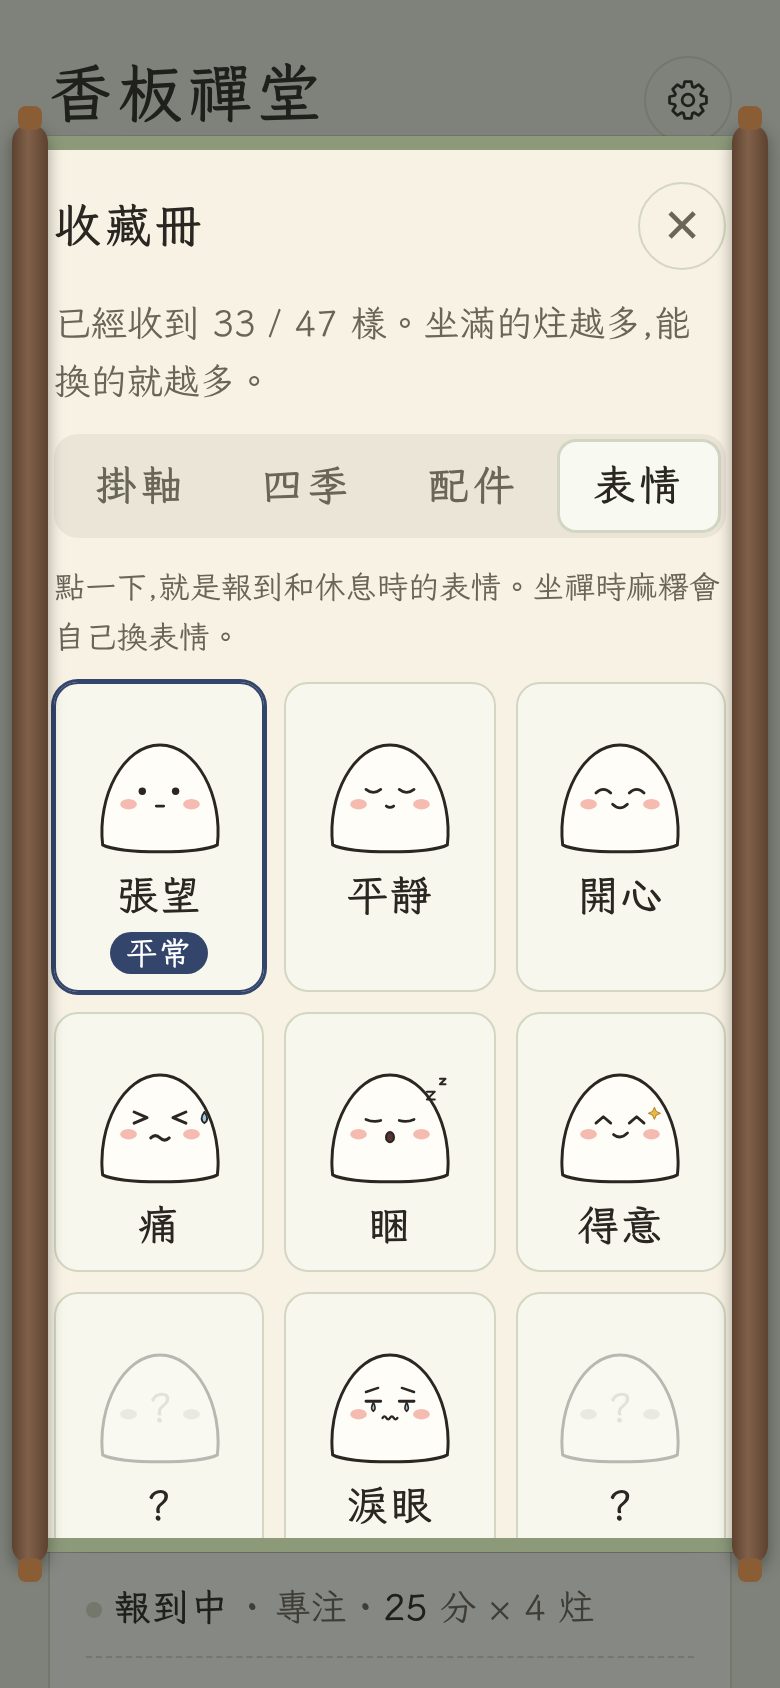 香板禪堂
收藏冊
已經收到 33 / 47 樣。坐滿的炷越多,能
換的就越多。
掛軸 四季 配件 表情
點一下,就是報到和休息時的表情。坐禪時麻糬會
自己換表情。
張望 平靜 開心
平常
z
z
痛 睏 得意
? ?
? 淚眼 ?
報到中 · 專注 · 25 分 × 4 炷